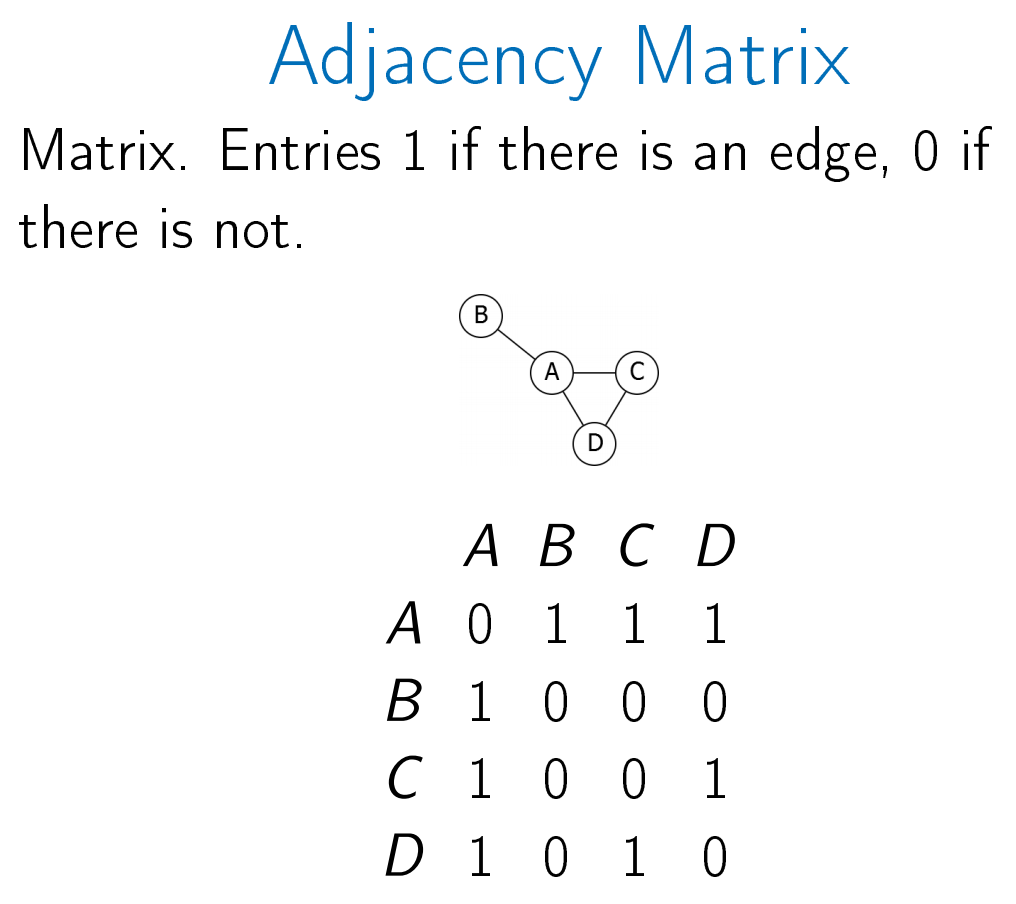 Adjacency Matrix
Matrix. Entries 1 if there is an edge, 0 if
there is not.
B
A C
D
A B C D
A 0 1 1 1
B 1 0 0 0
C 1 0 0 1
D 1 0 1 0